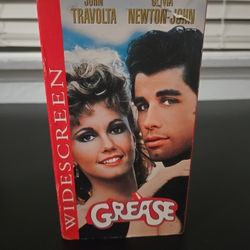 JOHN OLIVIA
TRAVOLTA NEWTON-JOHN
WIDESCREEN
GREASE